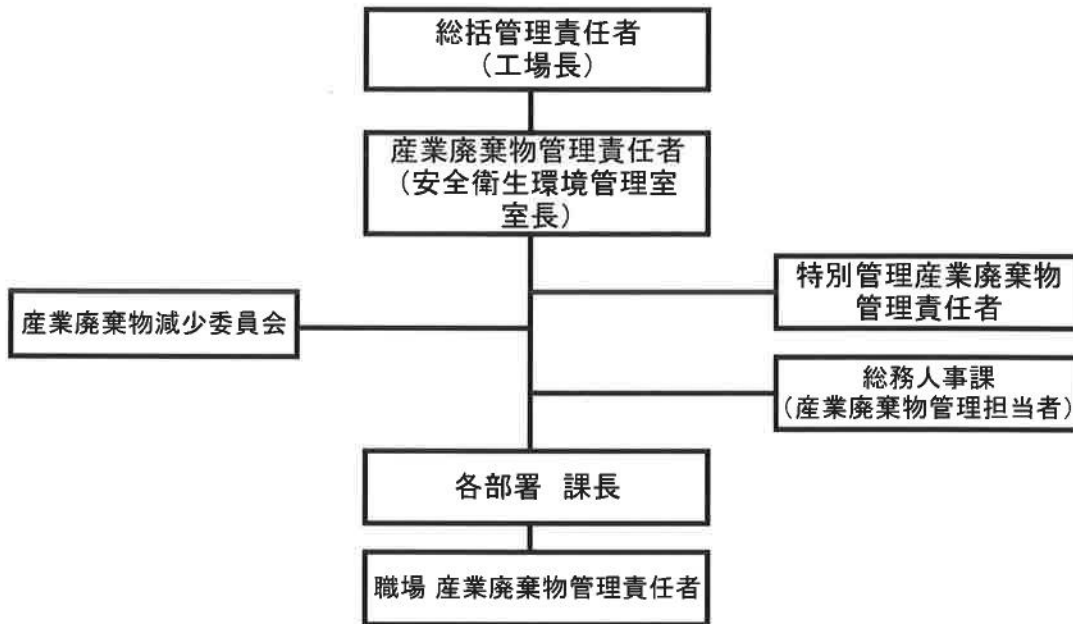 総括管理責任者
（工場長）
産業廃棄物管理責任者
（安全衛生環境管理室
室長）
特別管理産業廃棄物
管理責任者
産業廃棄物減少委員会
総務人事課
（産業廃棄物管理担当者）
各部署　課長
職場 産業廃棄物管理責任者